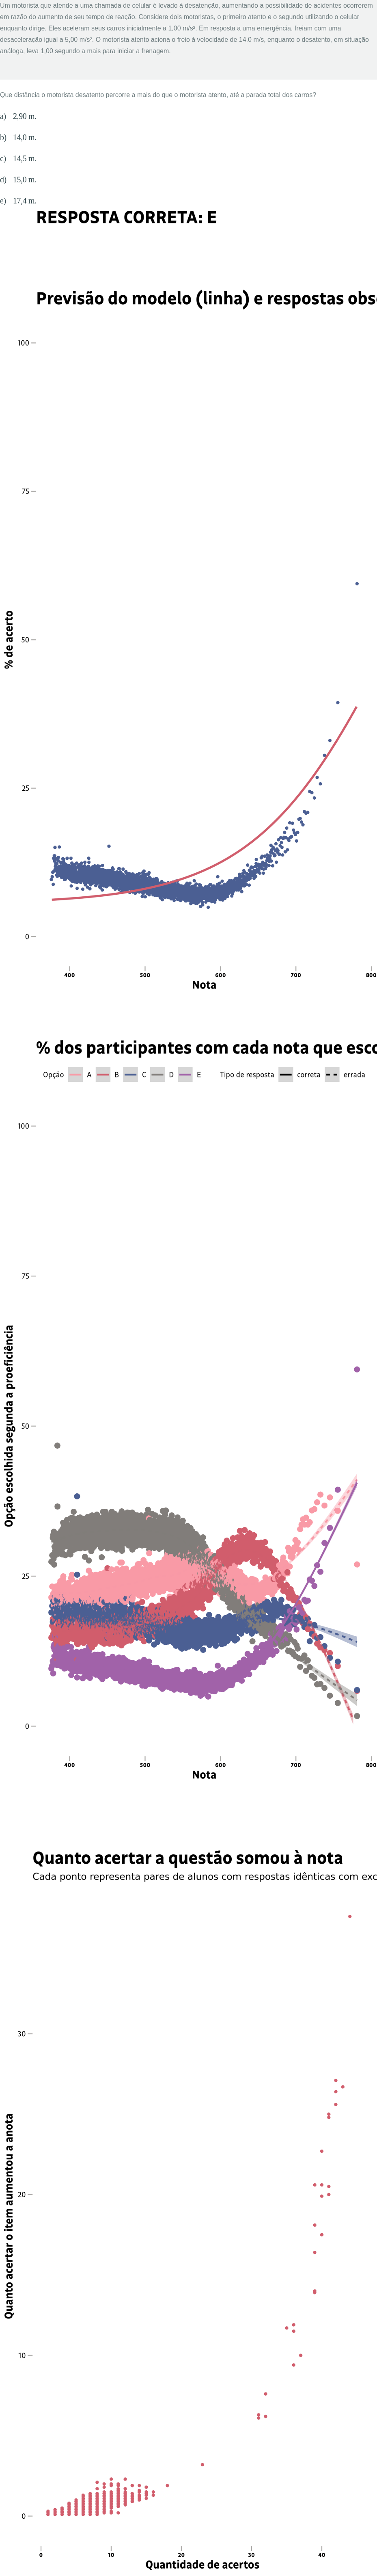 Um motorista que atende a uma chamada de celular é levado à desatenção, aumentando a possibilidade de acidentes ocorrerem
em razão do aumento de seu tempo de reação. Considere dois motoristas, o primeiro atento e o segundo utilizando o celular
enquanto dirige. Eles aceleram seus carros inicialmente a 1,00 m/s². Em resposta a uma emergência, freiam com uma
desaceleração igual a 5,00 m/s². O motorista atento aciona o freio à velocidade de 14,0 m/s, enquanto o desatento, em situação
análoga, leva 1,00 segundo a mais para iniciar a frenagem.
Que distância o motorista desatento percorre a mais do que o motorista atento, até a parada total dos carros?
a) 2,90 m.
b) 14,0 m.
c) 14,5 m.
d) 15,0 m.
e) 17,4 m.
RESPOSTA CORRETA: E
Previsão do modelo (linha) e respostas obs
100
75
50
25
0
% de acerto
400 500 600 700 800
Nota
% dos participantes com cada nota que esco
Opção A B C D E Tipo de resposta correta errada
100
75
50
25
0
Opção escolhida segunda a proeficiência
400 500 600 700 800
Nota
Quanto acertar a questão somou à nota
Cada ponto representa pares de alunos com respostas idênticas com exc
30
20
10
0
Quanto acertar o item aumentou a anota
0 10 20 30 40
Quantidade de acertos